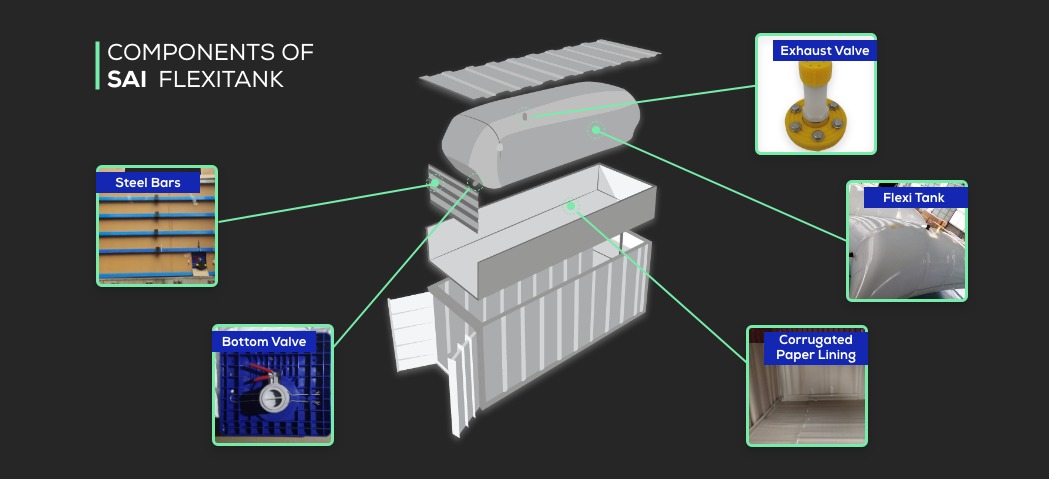 COMPONENTS OF
SAI FLEXITANK
Exhaust Valve
Steel Bars
Flexi Tank
Bottom Valve
Corrugated
Paper Lining